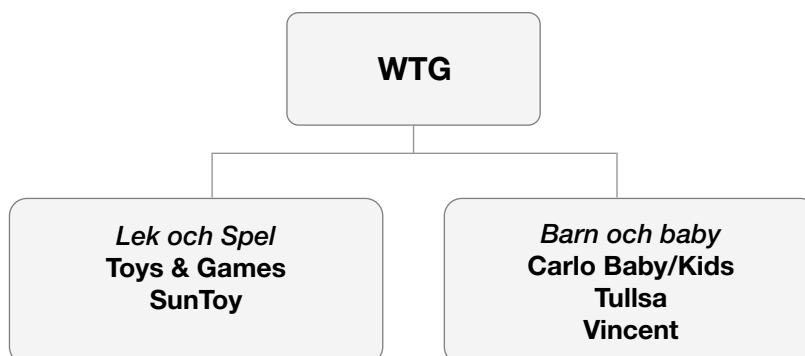 WTG
Lek och Spel
Toys & Games
SunToy
Barn och baby
Carlo Baby/Kids
Tullsa
Vincent